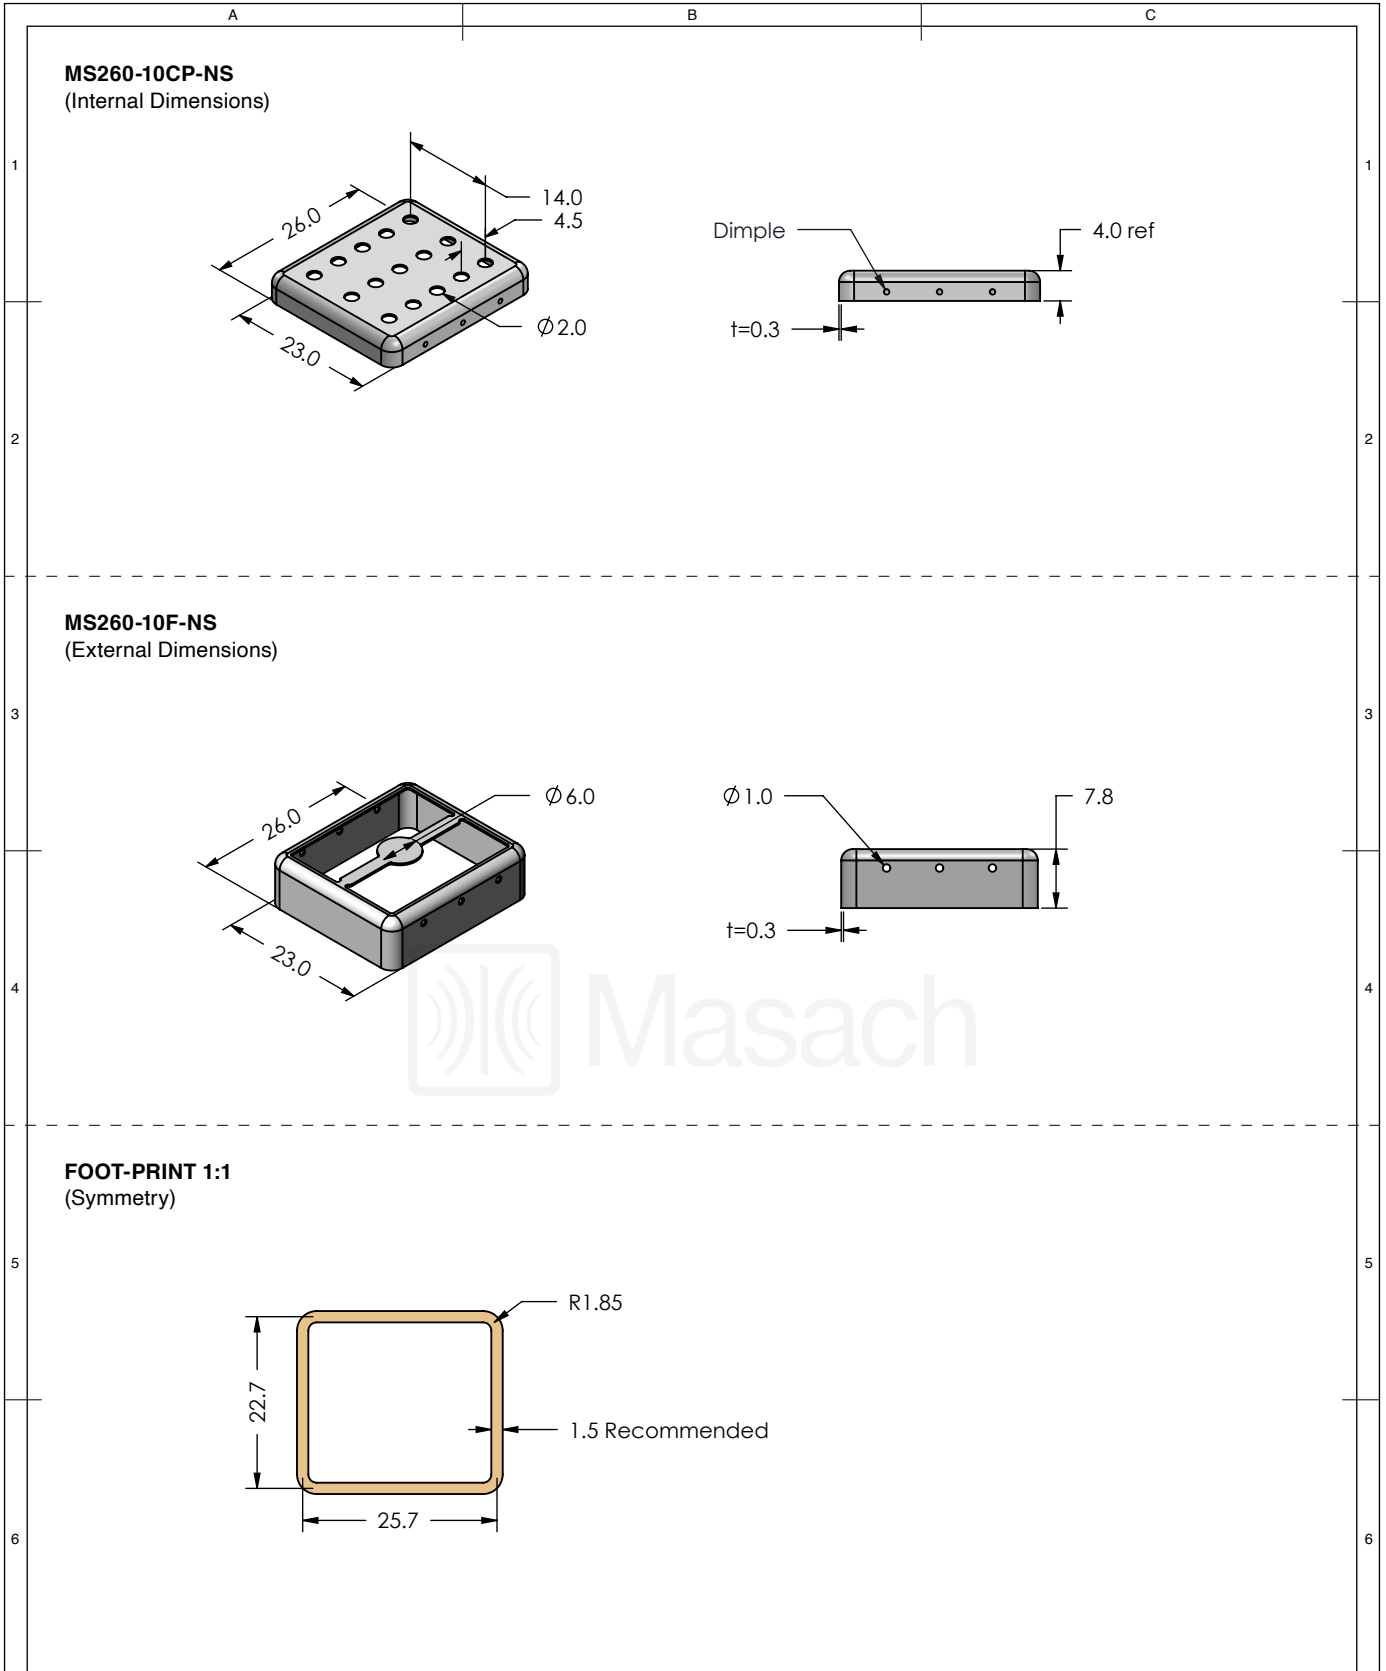 A B C
MS260-10CP-NS
(Internal Dimensions)
1 1
14.0
26.0
4.5
Dimple
4.0 ref
Ø2.0
t=0.3
23.0
2 2
MS260-10F-NS
(External Dimensions)
3 3
Ø6.0
Ø1.0
7.8
26.0
t=0.3
23.0
4 4
Masach
FOOT-PRINT 1:1
(Symmetry)
5 5
R1.85
22.7
1.5 Recommended
25.7
6 6